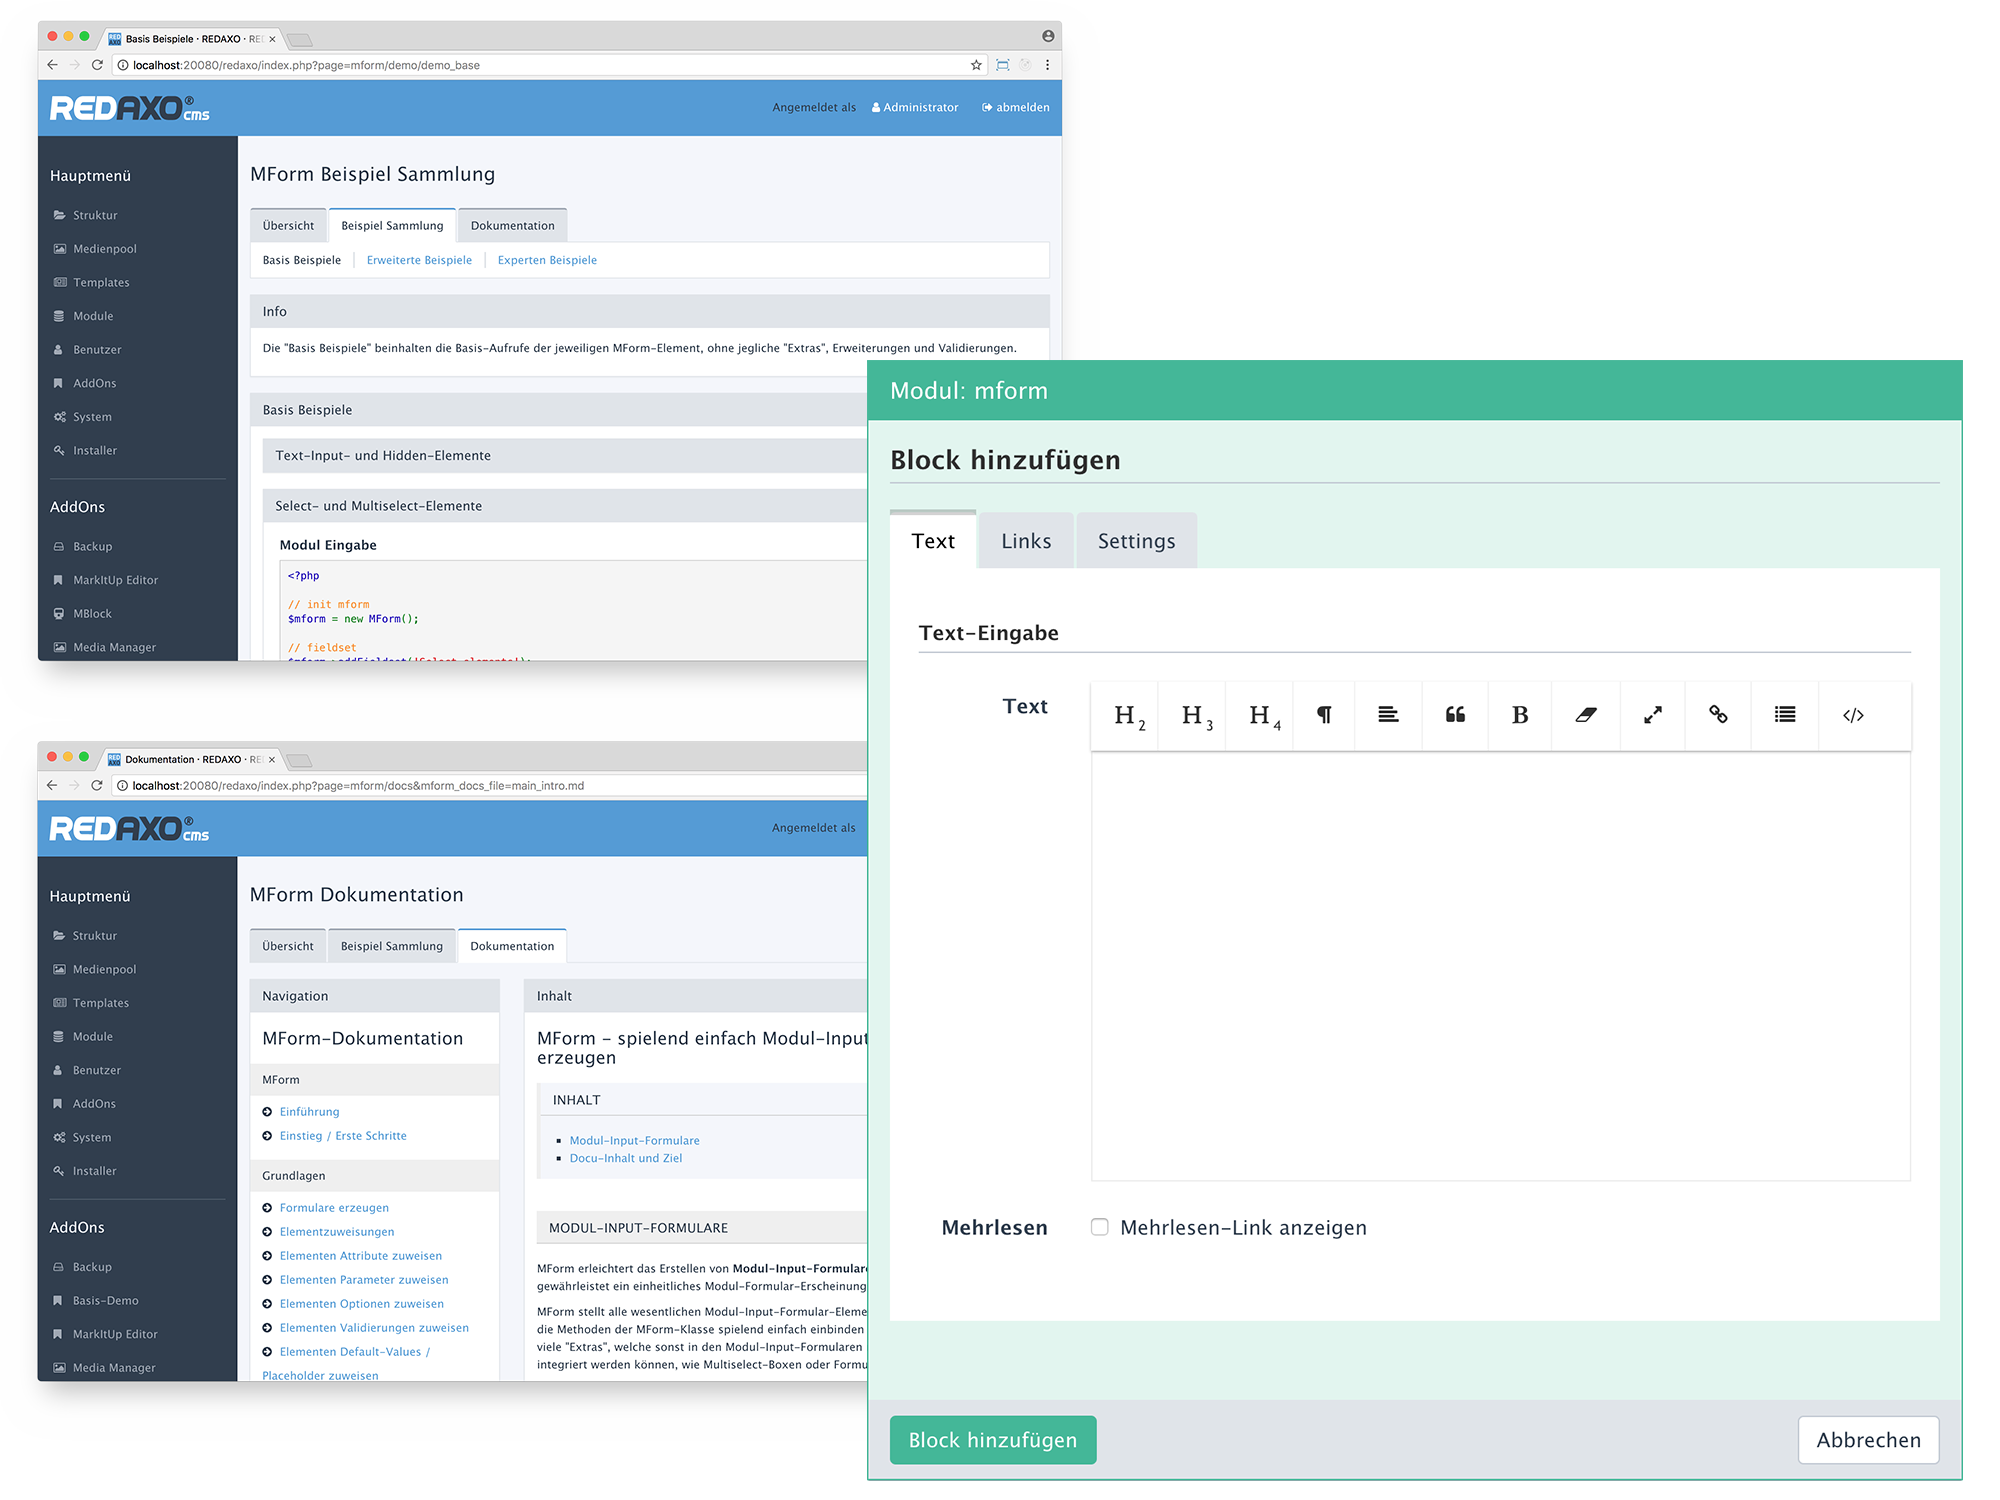 Basis Beispiele · REDAXO · RE
localhost:20080/redaxo/index.php?page=mform/demo/demo_base
REDAXO® cms
Angemeldet als Administrator abmelden
Hauptmenü
Struktur
Medienpool
Templates
Module
Benutzer
AddOns
System
Installer
AddOns
Backup
MarkItUp Editor
MBlock
Media Manager
MForm Beispiel Sammlung
Übersicht Beispiel Sammlung Dokumentation
Basis Beispiele Erweiterte Beispiele Experten Beispiele
Info
Die "Basis Beispiele" beinhalten die Basis-Aufrufe der jeweiligen MForm-Element, ohne jegliche "Extras", Erweiterungen und Validierungen.
Basis Beispiele
Text-Input- und Hidden-Elemente
Select- und Multiselect-Elemente
Modul Eingabe
<?php
// init mform
$mform = new MForm();
// fieldset
Dokumentation · REDAXO · RE
localhost:20080/redaxo/index.php?page=mform/docs&mform_docs_file=main_intro.md
REDAXO® cms
Angemeldet als
Hauptmenü
Struktur
Medienpool
Templates
Module
Benutzer
AddOns
System
Installer
AddOns
Backup
Basis-Demo
MarkItUp Editor
Media Manager
MForm Dokumentation
Übersicht Beispiel Sammlung Dokumentation
Navigation
MForm-Dokumentation
MForm
Einführung
Einstieg / Erste Schritte
Grundlagen
Formulare erzeugen
Elementzuweisungen
Elementen Attribute zuweisen
Elementen Parameter zuweisen
Elementen Optionen zuweisen
Elementen Validierungen zuweisen
Elementen Default-Values /
Placeholder zuweisen
Inhalt
MForm - spielend einfach Modul-Input
erzeugen
INHALT
Modul-Input-Formulare
Docu-Inhalt und Ziel
MODUL-INPUT-FORMULARE
MForm erleichtert das Erstellen von Modul-Input-Formulare
gewährleistet ein einheitliches Modul-Formular-Erscheinung
MForm stellt alle wesentlichen Modul-Input-Formular-Eleme
die Methoden der MForm-Klasse spielend einfach einbinden
viele "Extras", welche sonst in den Modul-Input-Formularen
integriert werden können, wie Multiselect-Boxen oder Formu
Modul: mform
Block hinzufügen
Text Links Settings
Text-Eingabe
Text
H2 H3 H4 ¶ B </>
Mehrlesen Mehrlesen-Link anzeigen
Block hinzufügen Abbrechen